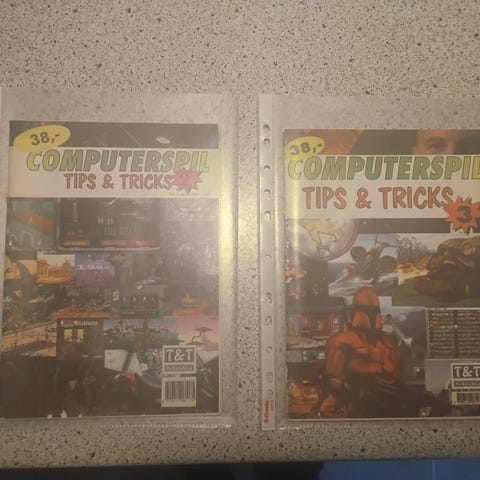 38,-
COMPUTERSPIL
TIPS & TRICKS
T&T
38,-
COMPUTERSPIL
TIPS & TRICKS
3
T&T